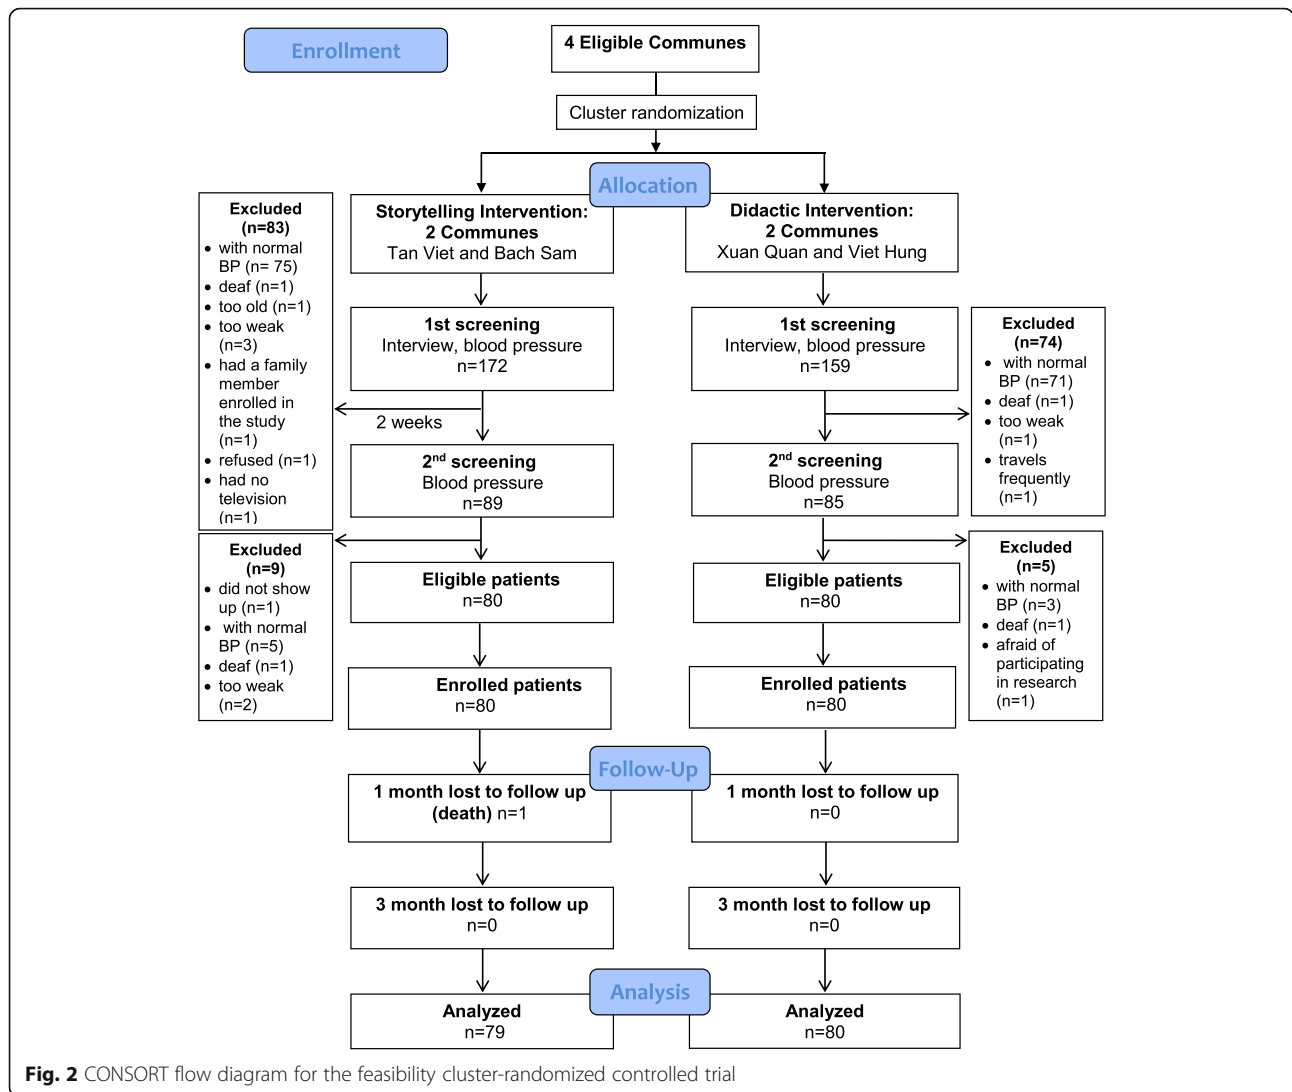 Enrollment
4 Eligible Communes
Cluster randomization
Allocation
Storytelling Intervention:
2 Communes
Tan Viet and Bach Sam
Didactic Intervention:
2 Communes
Xuan Quan and Viet Hung
Excluded
(n=83)
• with normal
BP (n= 75)
• deaf (n=1)
• too old (n=1)
• too weak
(n=3)
• had a family
member
enrolled in
the study
(n=1)
• refused (n=1)
• had no
television
(n=1)
1st screening
Interview, blood pressure
n=172
1st screening
Interview, blood pressure
n=159
Excluded
(n=74)
• with normal
BP (n=71)
• deaf (n=1)
• too weak
(n=1)
• travels
frequently
(n=1)
2 weeks
2nd screening
Blood pressure
n=89
2nd screening
Blood pressure
n=85
Excluded
(n=9)
• did not show
up (n=1)
• with normal
BP (n=5)
• deaf (n=1)
• too weak
(n=2)
Excluded
(n=5)
• with normal
BP (n=3)
• deaf (n=1)
• afraid of
participating
in research
(n=1)
Eligible patients
n=80
Eligible patients
n=80
Enrolled patients
n=80
Enrolled patients
n=80
Follow-Up
1 month lost to follow up
(death) n=1
1 month lost to follow up
n=0
3 month lost to follow up
n=0
3 month lost to follow up
n=0
Analysis
Analyzed
n=79
Analyzed
n=80
Fig. 2 CONSORT flow diagram for the feasibility cluster-randomized controlled trial